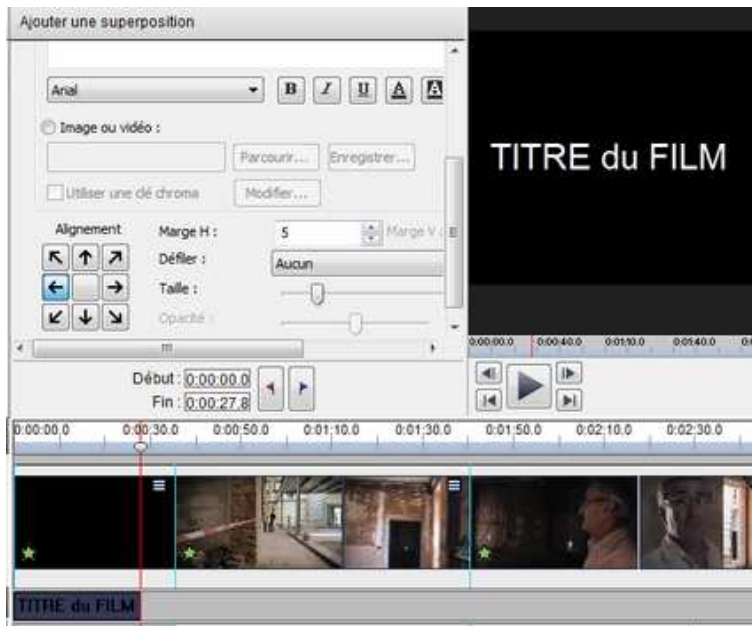 Ajouter une superposition
Arial
B I U A A
Image ou vidéo :
Parcourir... Enregistrer...
Utiliser une clé chroma Modifier...
Alignement
Marge H : 5 Marge V :
Défiler : Aucun
Taille :
Opacité :
TITRE du FILM
0:00:00.0 0:00:40.0 0:01:10.0 0:01:40.0
Début : 0:00:00.0
Fin : 0:00:27.8
0:00:00.0 0:00:30.0 0:00:50.0 0:01:10.0 0:01:30.0 0:01:50.0 0:02:10.0 0:02:30.0
TITRE du FILM